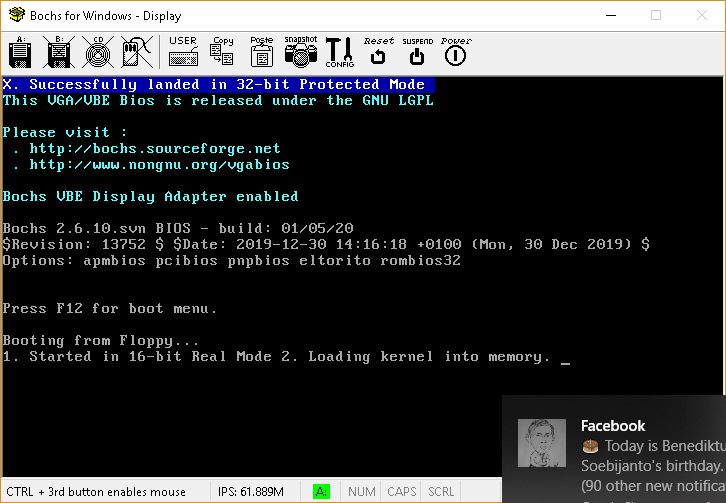 Bochs for Windows - Display
A: B: CD USER Copy Paste snapshot CONFIG Reset SUSPEND Power
X. Successfully landed in 32-bit Protected Mode
This VGA/VBE Bios is released under the GNU LGPL
Please visit :
. http://bochs.sourceforge.net
. http://www.nongnu.org/vgabios
Bochs VBE Display Adapter enabled
Bochs 2.6.10.svn BIOS - build: 01/05/20
$Revision: 13752 $ $Date: 2019-12-30 14:16:18 +0100 (Mon, 30 Dec 2019) $
Options: apmbios pcibios pnpbios eltorito rombios32
Press F12 for boot menu.
Booting from Floppy...
1. Started in 16-bit Real Mode 2. Loading kernel into memory. _
Facebook
Today is Benediktu
Soebijanto's birthday.
(90 other new notifica
CTRL + 3rd button enables mouse IPS: 61.889M A: NUM CAPS SCRL